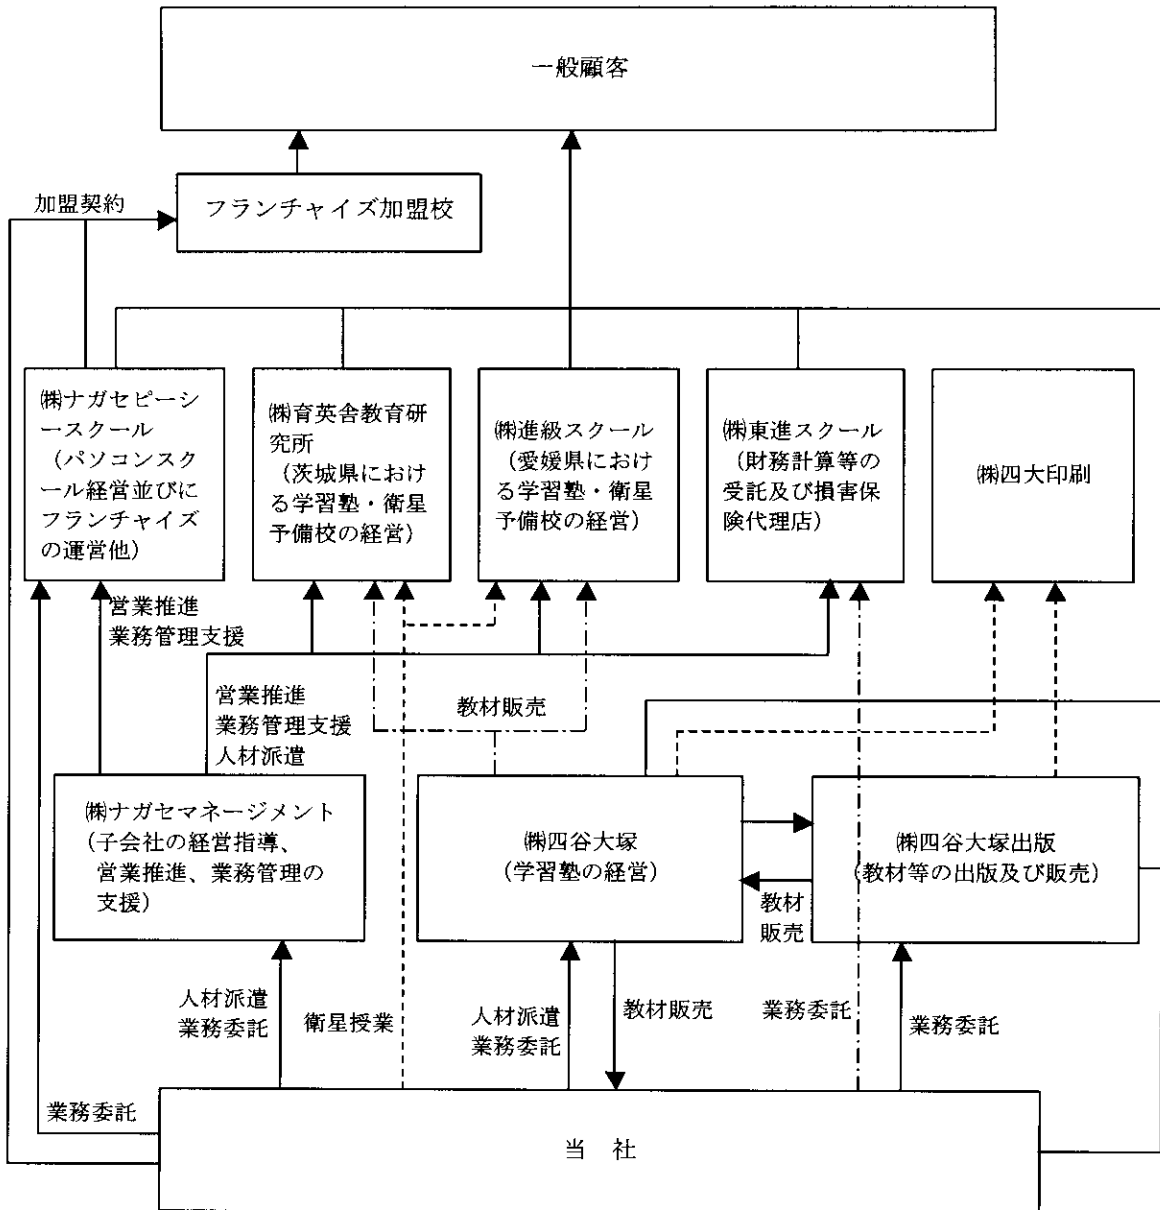 一般顧客
加盟契約
フランチャイズ加盟校
㈱ナガセピーシ
ースクール
(パソコンスク
ール経営並びに
フランチャイズ
の運営他)
㈱育英舎教育研
究所
(茨城県におけ
る学習塾・衛星
予備校の経営)
㈱進級スクール
(愛媛県におけ
る学習塾・衛星
予備校の経営)
㈱東進スクール
(財務計算等の
受託及び損害保
険代理店)
㈱四大印刷
営業推進
業務管理支援
営業推進
業務管理支援
人材派遣
教材販売
㈱ナガセマネージメント
(子会社の経営指導、
営業推進、業務管理の
支援)
㈱四谷大塚
(学習塾の経営)
㈱四谷大塚出版
(教材等の出版及び販売)
教材
販売
人材派遣
業務委託
衛星授業
人材派遣
業務委託
教材販売
業務委託
業務委託
業務委託
当 社